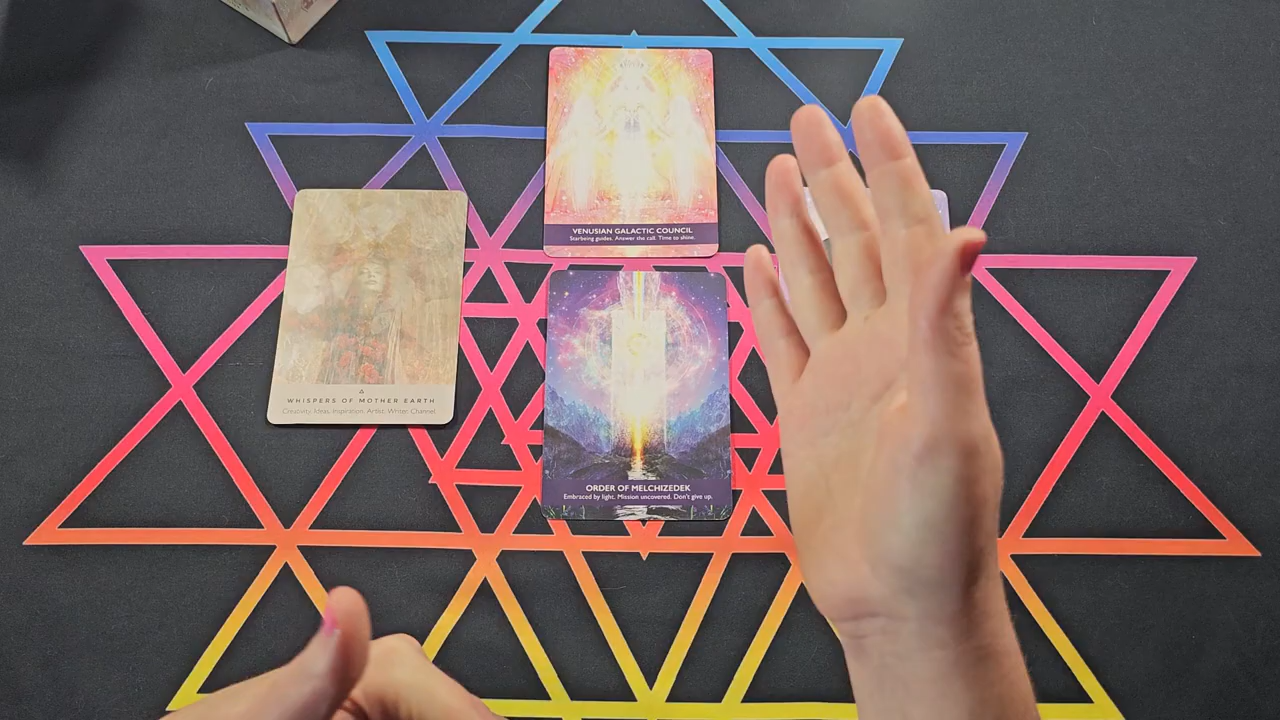 VENUSIAN GALACTIC COUNCIL
Starbeing guides. Answer the call. Time to shine.
WHISPERS OF MOTHER EARTH
Creativity. Ideas. Inspiration. Artist. Writer. Channel.
ORDER OF MELCHIZEDEK
Embraced by light. Mission uncovered. Don't give up.